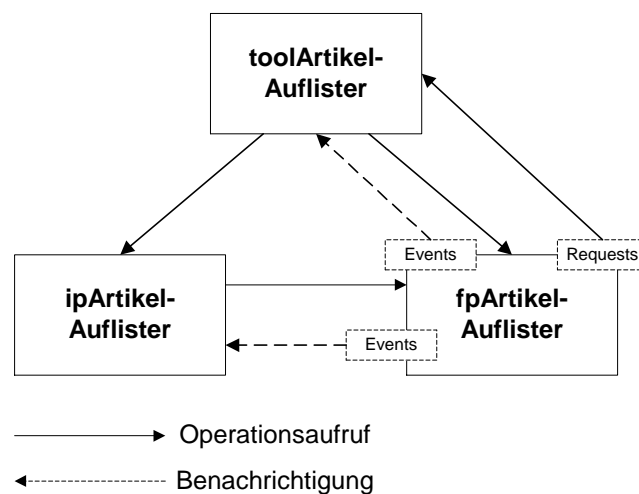 toolArtikel-
Auflister
Events
Requests
ipArtikel-
Auflister
fpArtikel-
Auflister
Events
Operationsaufruf
Benachrichtigung